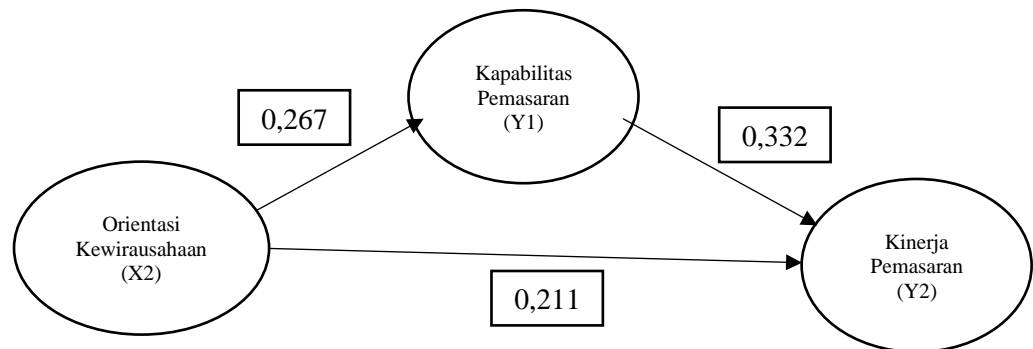 Kapabilitas
Pemasaran
(Y1)
0,267
0,332
Orientasi
Kewirausahaan
(X2)
Kinerja
Pemasaran
(Y2)
0,211